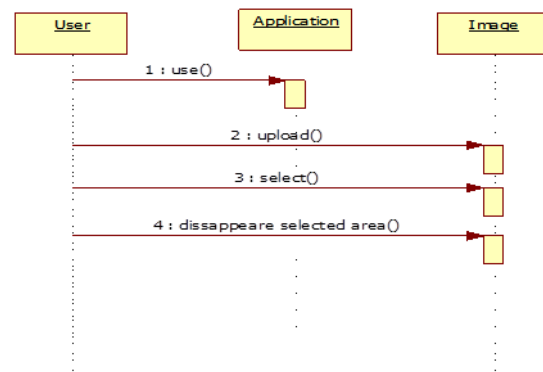 User
Application
Image
1 : use()
2 : upload()
3 : select()
4 : dissappeare selected area()